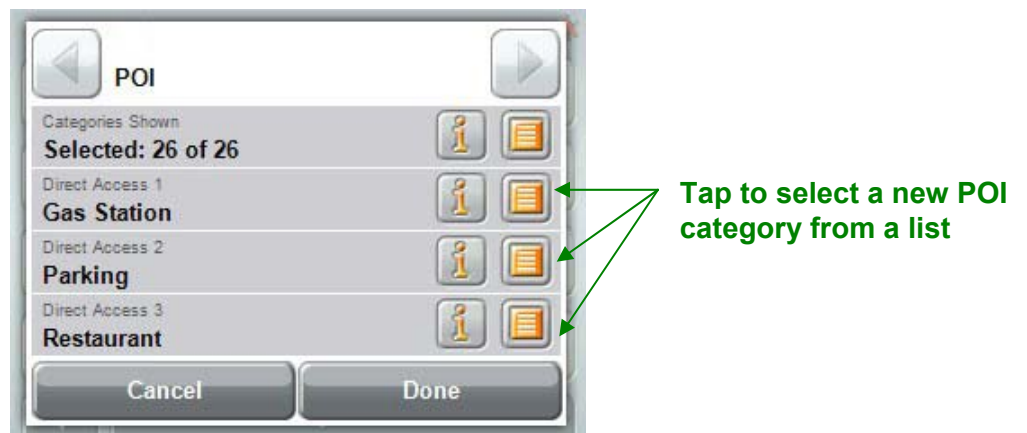 POI
Categories Shown
Selected: 26 of 26
Direct Access 1
Gas Station
Direct Access 2
Parking
Direct Access 3
Restaurant
Cancel Done
Tap to select a new POI
category from a list